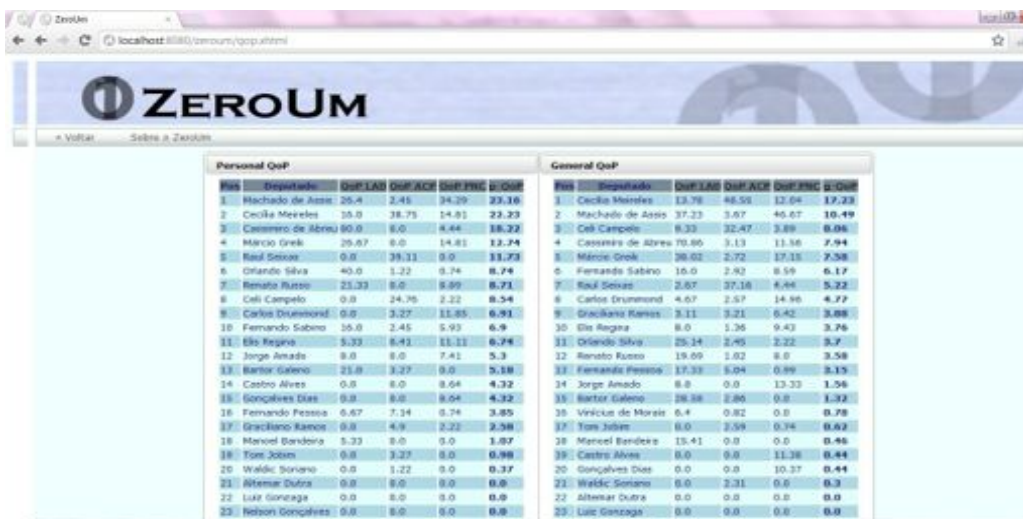 ZeroUm
localhost:8080/zeroum/qop.xhtml
ZEROUM
« Voltar Sobre a ZeroUm
Personal QoP
Pos Deputado QoP LAD QoP ACP QoP PNC p-QoP
1 Machado de Assis 26.4 2.45 34.29 23.16
2 Cecília Meireles 16.0 38.75 14.81 22.23
3 Cassimiro de Abreu 80.0 0.0 4.44 18.22
4 Márcio Greik 26.67 0.0 14.81 12.74
5 Raul Seixas 0.0 39.11 0.0 11.73
6 Orlando Silva 40.0 1.22 0.74 8.74
7 Renato Russo 21.33 0.0 8.89 8.71
8 Celi Campelo 0.0 24.76 2.22 8.54
9 Carlos Drummond 0.0 3.27 11.85 6.91
10 Fernando Sabino 16.0 2.45 5.93 6.9
11 Elis Regina 5.33 6.41 11.11 6.74
12 Jorge Amado 8.0 0.0 7.41 5.3
13 Bartor Galeno 21.0 3.27 0.0 5.18
14 Castro Alves 0.0 0.0 8.64 4.32
15 Gonçalves Dias 0.0 0.0 8.64 4.32
16 Fernando Pessoa 6.67 7.14 0.74 3.85
17 Graciliano Ramos 0.0 4.9 2.22 2.58
18 Manoel Bandeira 5.33 0.0 0.0 1.07
19 Tom Jobim 0.0 3.27 0.0 0.98
20 Waldic Soriano 0.0 1.22 0.0 0.37
21 Altemar Dutra 0.0 0.0 0.0 0.0
22 Luiz Gonzaga 0.0 0.0 0.0 0.0
23 Nelson Gonçalves 0.0 0.0 0.0 0.0
General QoP
Pos Deputado QoP LAD QoP ACP QoP PNC g-QoP
1 Cecília Meireles 13.78 48.55 12.04 17.23
2 Machado de Assis 37.23 3.67 46.67 10.49
3 Celi Campelo 9.33 32.47 3.89 8.06
4 Cassimiro de Abreu 70.86 3.13 11.56 7.94
5 Márcio Greik 38.02 2.72 17.15 7.58
6 Fernando Sabino 16.0 2.92 8.59 6.17
7 Raul Seixas 2.67 37.16 4.44 5.22
8 Carlos Drummond 4.67 2.57 14.96 4.77
9 Graciliano Ramos 3.11 3.21 6.42 3.88
10 Elis Regina 8.0 1.36 9.43 3.76
11 Orlando Silva 25.14 2.45 2.22 3.7
12 Renato Russo 19.69 1.02 8.0 3.58
13 Fernando Pessoa 17.33 5.04 0.99 3.15
14 Jorge Amado 8.8 0.0 13.33 1.56
15 Bartor Galeno 28.58 2.86 0.0 1.32
16 Vinícius de Morais 6.4 0.82 0.0 0.78
17 Tom Jobim 0.0 2.59 0.74 0.62
18 Manoel Bandeira 15.41 0.0 0.0 0.46
19 Castro Alves 0.0 0.0 11.38 0.44
20 Gonçalves Dias 0.0 0.0 10.37 0.44
21 Waldic Soriano 0.0 2.31 0.0 0.3
22 Altemar Dutra 0.0 0.0 0.0 0.0
23 Luiz Gonzaga 0.0 0.0 0.0 0.0